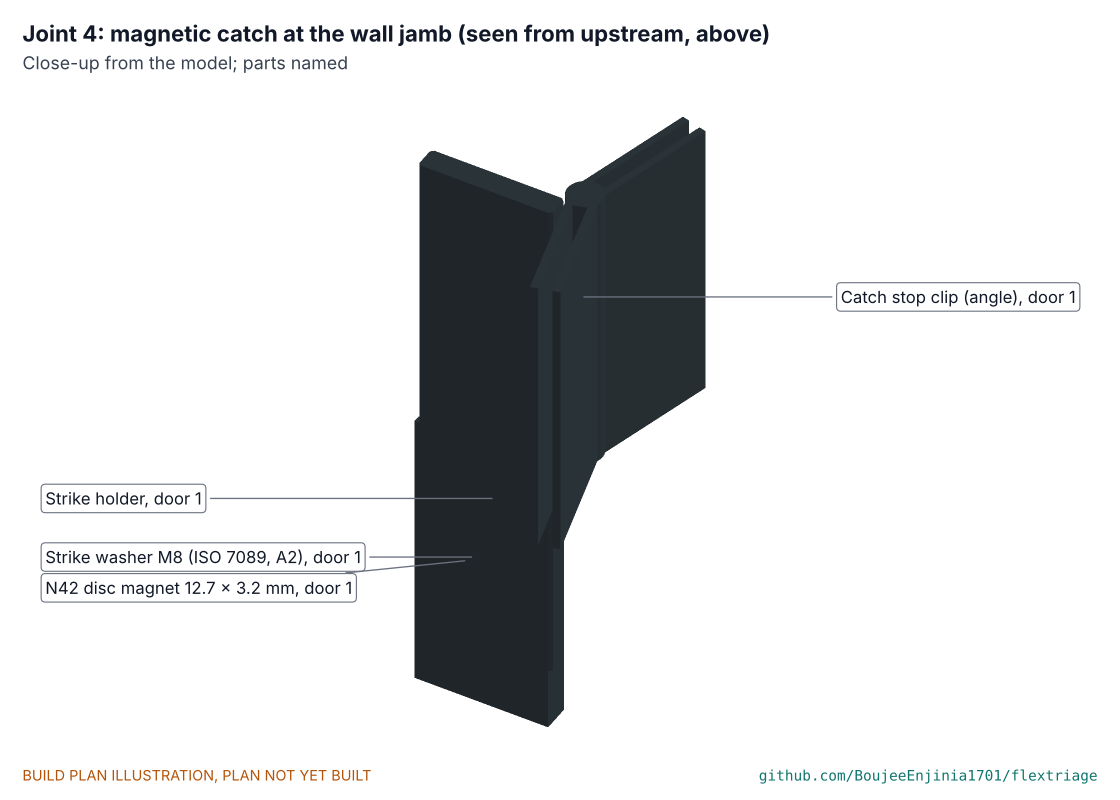 Joint 4: magnetic catch at the wall jamb (seen from upstream, above)
Close-up from the model; parts named
Catch stop clip (angle), door 1
Strike holder, door 1
Strike washer M8 (ISO 7089, A2), door 1
N42 disc magnet 12.7 × 3.2 mm, door 1
BUILD PLAN ILLUSTRATION, PLAN NOT YET BUILT
github.com/BoujeeEnjinia1701/flextriage